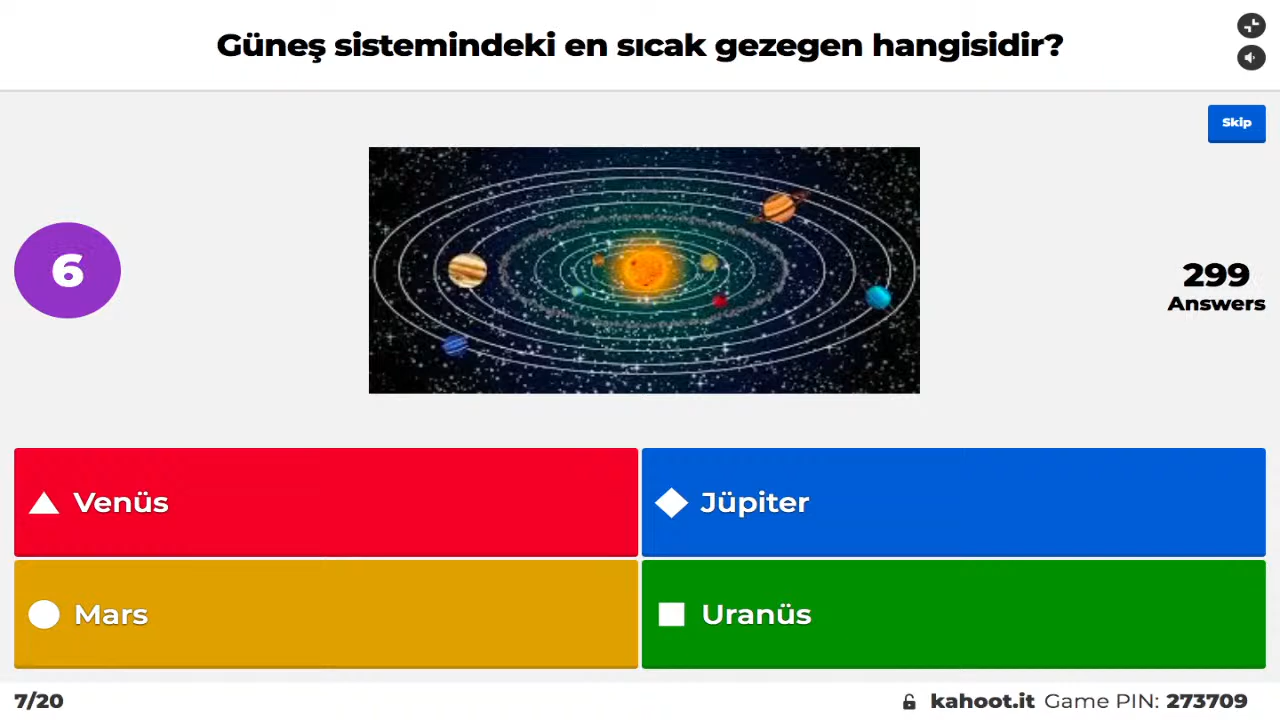 Güneş sistemindeki en sıcak gezegen hangisidir?
Skip
6
299
Answers
Venüs
Jüpiter
Mars
Uranüs
7/20
kahoot.it Game PIN: 273709